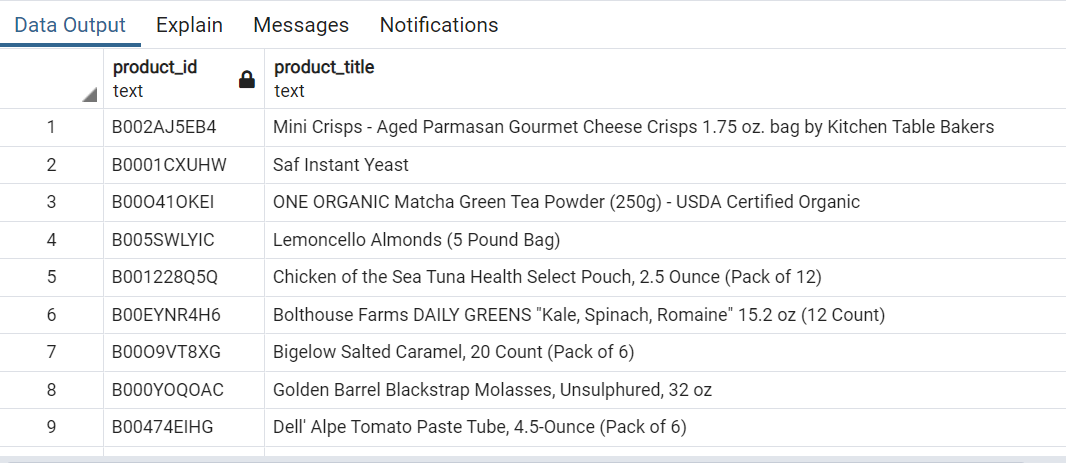 Data Output Explain Messages Notifications
product_id product_title
text text
1 B002AJ5EB4 Mini Crisps - Aged Parmasan Gourmet Cheese Crisps 1.75 oz. bag by Kitchen Table Bakers
2 B0001CXUHW Saf Instant Yeast
3 B00O41OKEI ONE ORGANIC Matcha Green Tea Powder (250g) - USDA Certified Organic
4 B005SWLYIC Lemoncello Almonds (5 Pound Bag)
5 B001228Q5Q Chicken of the Sea Tuna Health Select Pouch, 2.5 Ounce (Pack of 12)
6 B00EYNR4H6 Bolthouse Farms DAILY GREENS "Kale, Spinach, Romaine" 15.2 oz (12 Count)
7 B00O9VT8XG Bigelow Salted Caramel, 20 Count (Pack of 6)
8 B000YOQOAC Golden Barrel Blackstrap Molasses, Unsulphured, 32 oz
9 B00474EIHG Dell' Alpe Tomato Paste Tube, 4.5-Ounce (Pack of 6)